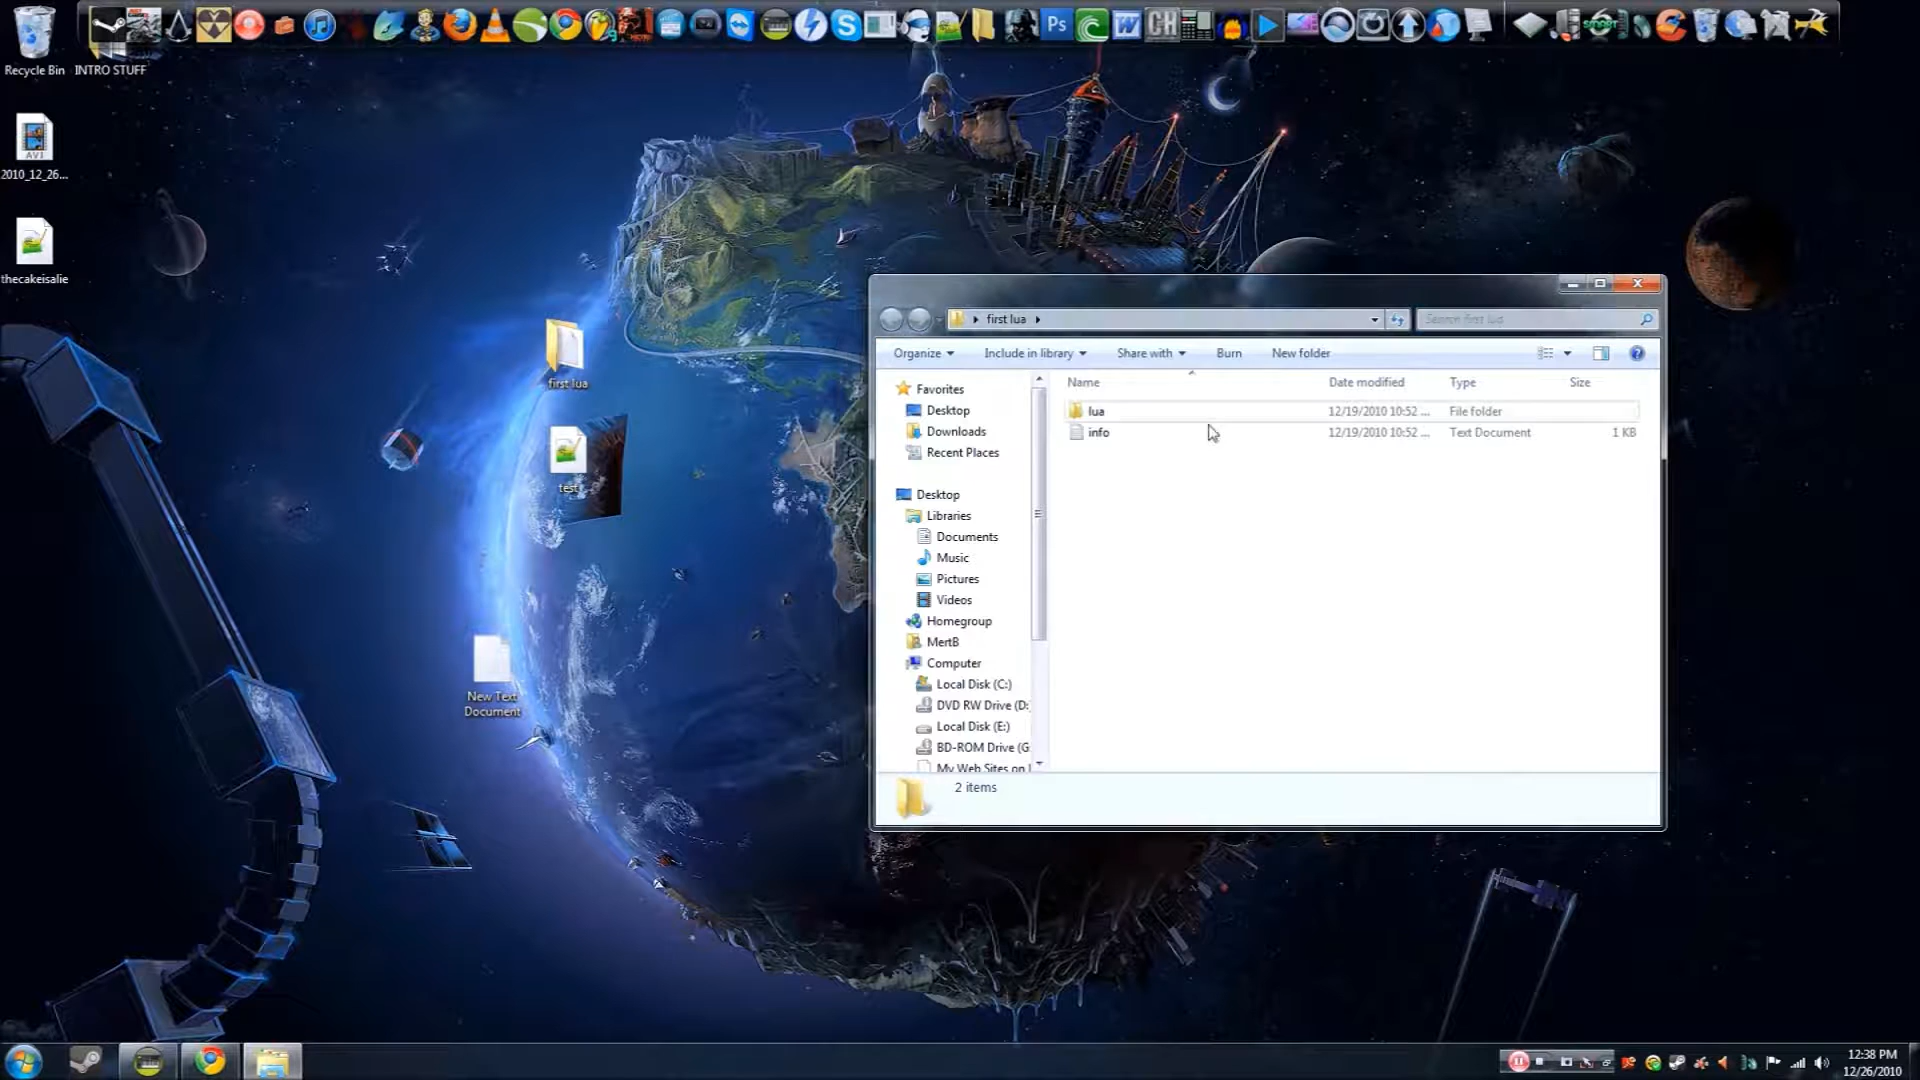 Ps
W
CH
SMART
Recycle Bin
INTRO STUFF
AVI
2010_12_26...
thecakeisalie
first lua
test
New Text
Document
first lua
Search first lua
Organize
Include in library
Share with
Burn
New folder
Name
Date modified
Type
Size
lua
12/19/2010 10:52 ...
File folder
info
12/19/2010 10:52 ...
Text Document
1 KB
Favorites
Desktop
Downloads
Recent Places
Desktop
Libraries
Documents
Music
Pictures
Videos
Homegroup
MertB
Computer
Local Disk (C:)
DVD RW Drive (D:
Local Disk (E:)
BD-ROM Drive (G:
My Web Sites on
2 items
12:38 PM
12/26/2010